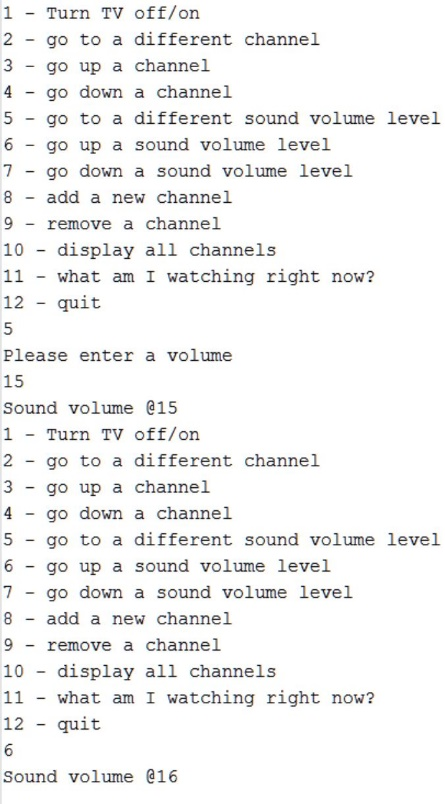 1 - Turn TV off/on
2 - go to a different channel
3 - go up a channel
4 - go down a channel
5 - go to a different sound volume level
6 - go up a sound volume level
7 - go down a sound volume level
8 - add a new channel
9 - remove a channel
10 - display all channels
11 - what am I watching right now?
12 - quit
5
Please enter a volume
15
Sound volume @15
1 - Turn TV off/on
2 - go to a different channel
3 - go up a channel
4 - go down a channel
5 - go to a different sound volume level
6 - go up a sound volume level
7 - go down a sound volume level
8 - add a new channel
9 - remove a channel
10 - display all channels
11 - what am I watching right now?
12 - quit
6
Sound volume @16